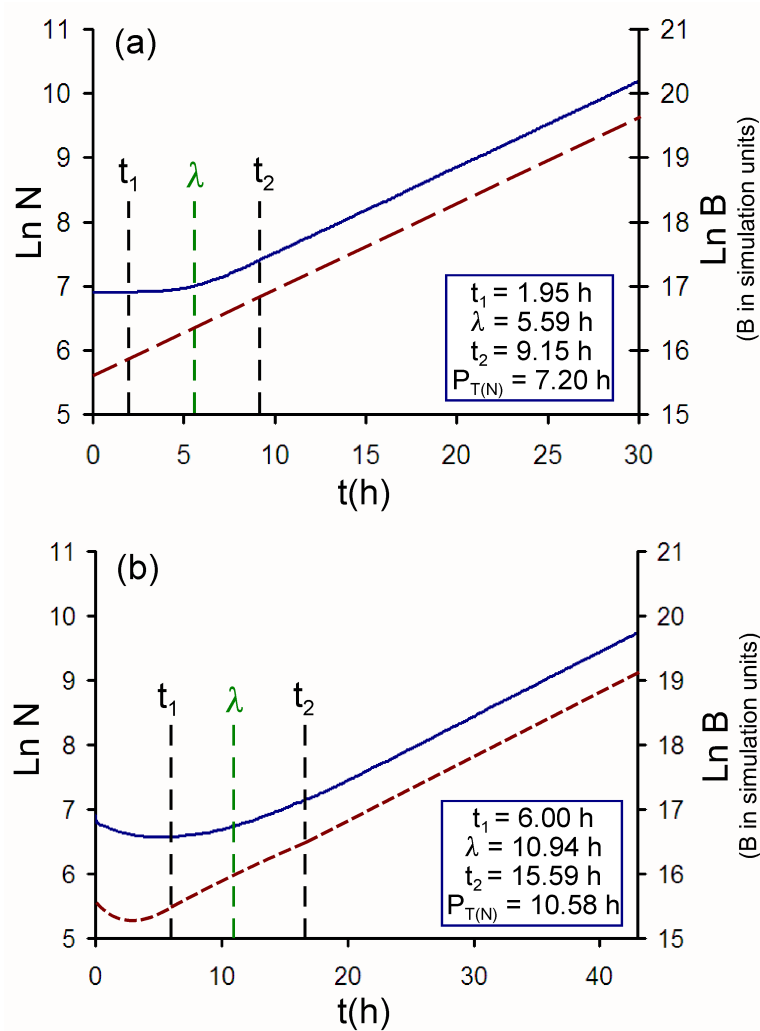 (a)
11
10
9
8
7
6
5
Ln N
21
20
19
18
17
16
15
Ln B
(B in simulation units)
t₁
λ
t₂
t₁ = 1.95 h
λ = 5.59 h
t₂ = 9.15 h
P_T(N) = 7.20 h
0 5 10 15 20 25 30
t(h)
(b)
11
10
9
8
7
6
5
Ln N
21
20
19
18
17
16
15
Ln B
(B in simulation units)
t₁
λ
t₂
t₁ = 6.00 h
λ = 10.94 h
t₂ = 15.59 h
P_T(N) = 10.58 h
0 10 20 30 40
t(h)